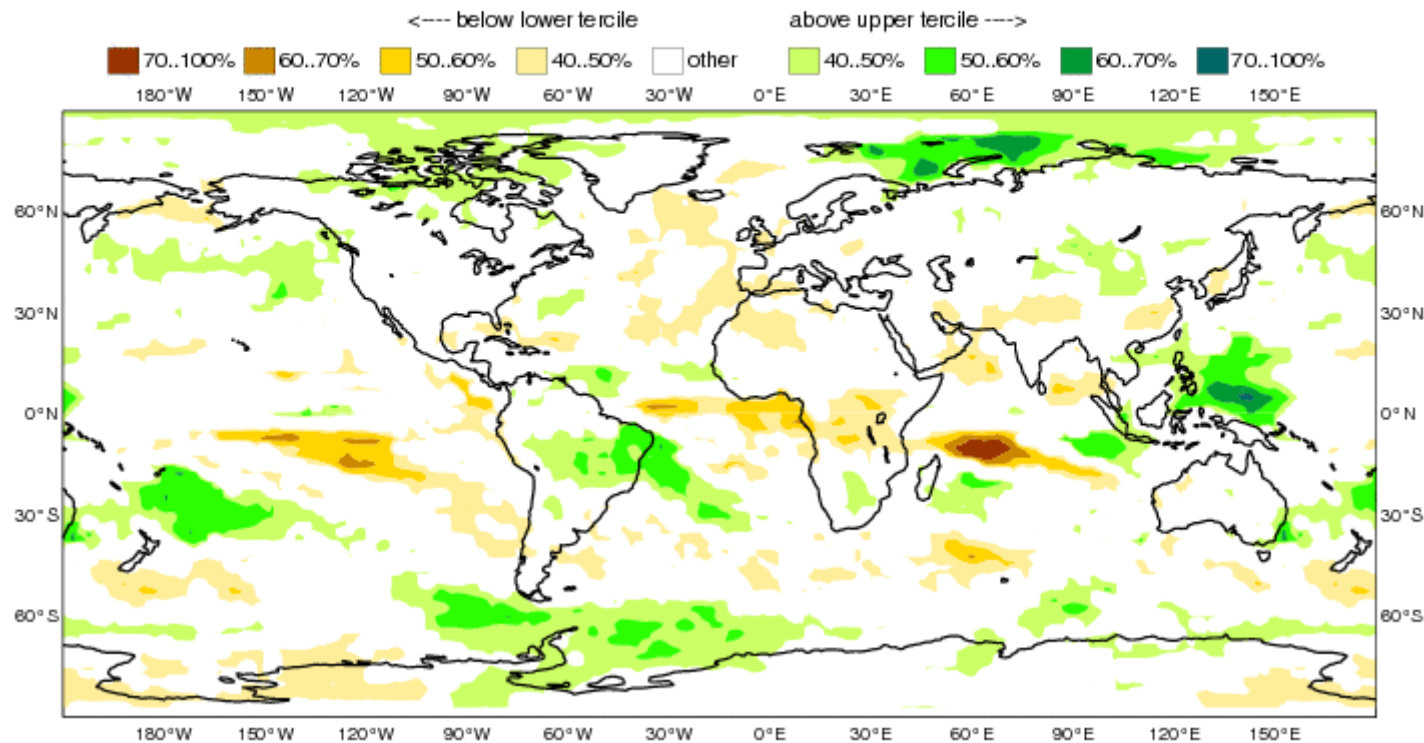 <---- below lower tercile above upper tercile ---->
70..100% 60..70% 50..60% 40..50% other 40..50% 50..60% 60..70% 70..100%
180°W 150°W 120°W 90°W 60°W 30°W 0°E 30°E 60°E 90°E 120°E 150°E
60°N 60°N
30°N 30°N
0°N 0°N
30°S 30°S
60°S 60°S
180°W 150°W 120°W 90°W 60°W 30°W 0°E 30°E 60°E 90°E 120°E 150°E